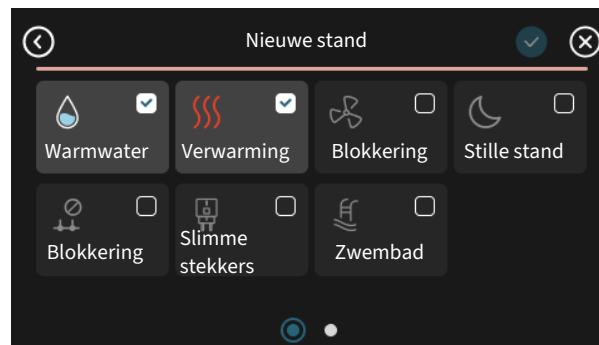 Nieuwe stand
Warmwater
Verwarming
Blokkering
Stille stand
Blokkering
Slimme
stekkers
Zwembad